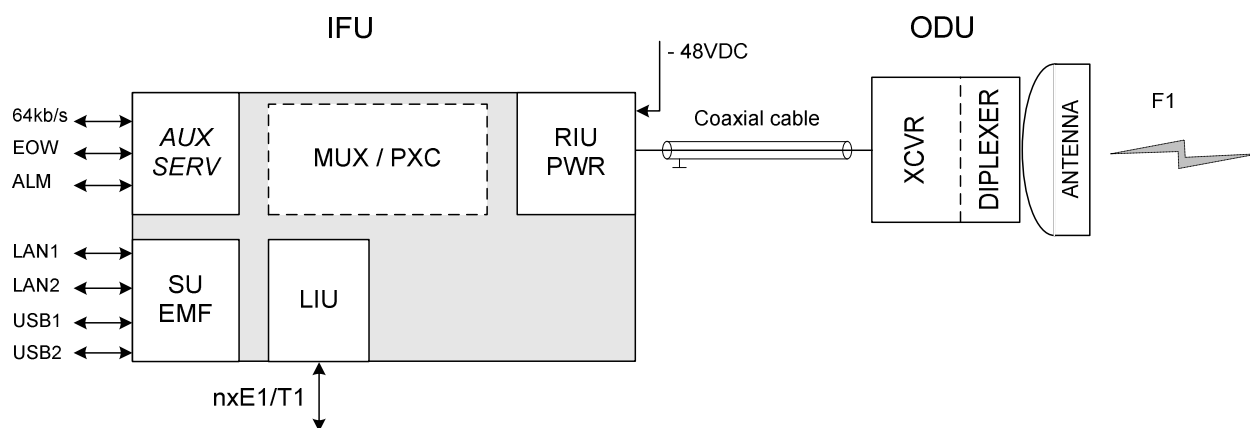 IFU
ODU
- 48VDC
64kb/s
EOW
ALM
AUX
SERV
MUX / PXC
RIU
PWR
Coaxial cable
XCVR
DIPLEXER
ANTENNA
F1
LAN1
LAN2
USB1
USB2
SU
EMF
LIU
nxE1/T1